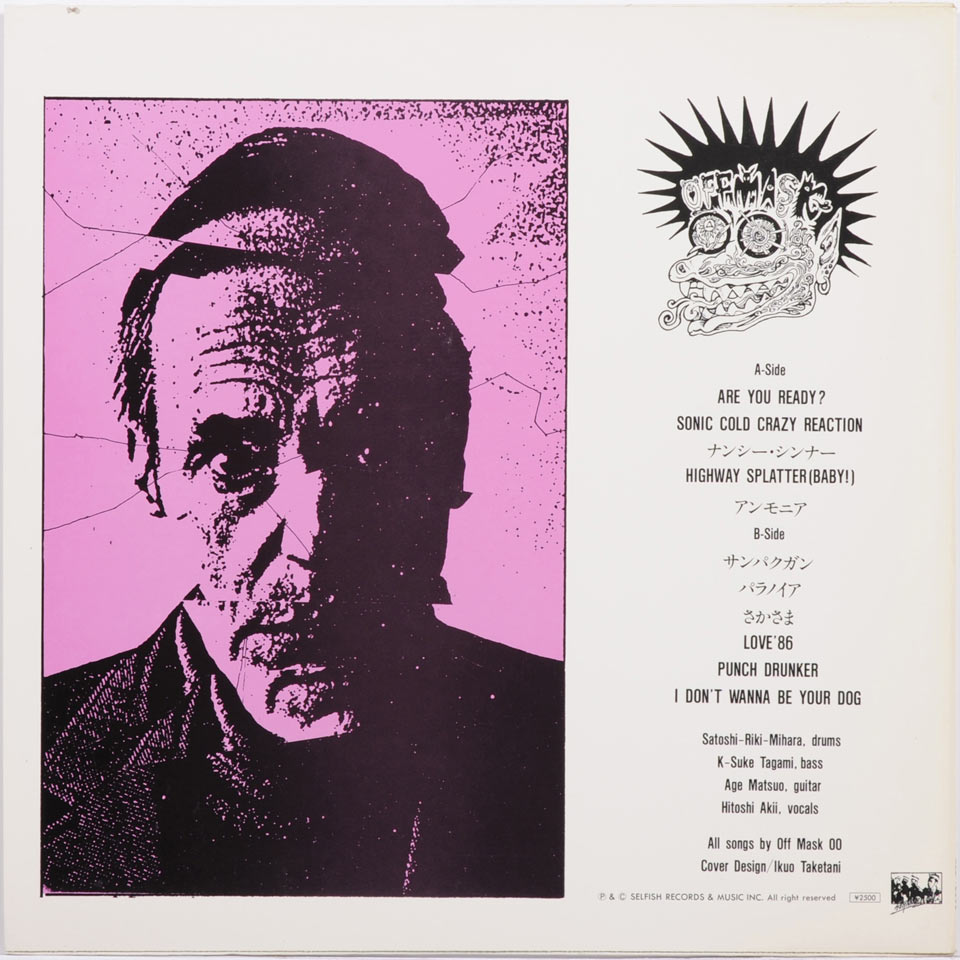 OFFMASK
A-Side
ARE YOU READY?
SONIC COLD CRAZY REACTION
ナンシー・シンナー
HIGHWAY SPLATTER(BABY!)
アンモニア
B-Side
サンパクガン
パラノイア
さかさま
LOVE'86
PUNCH DRUNKER
I DON'T WANNA BE YOUR DOG
Satoshi-Riki-Mihara, drums
K-Suke Tagami, bass
Age Matsuo, guitar
Hitoshi Akii, vocals
All songs by Off Mask 00
Cover Design/Ikuo Taketani
Ⓟ & © SELFISH RECORDS & MUSIC INC. All right reserved ¥2500